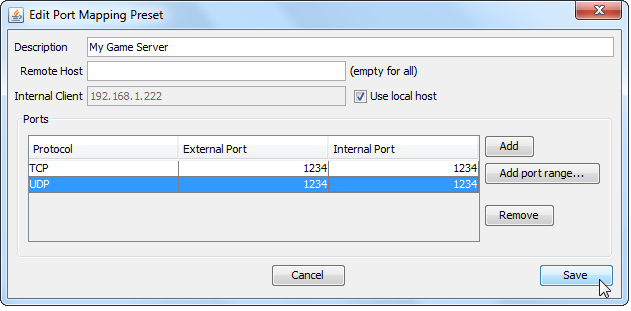 Edit Port Mapping Preset
Description My Game Server
Remote Host (empty for all)
Internal Client 192.168.1.222 Use local host
Ports
Protocol External Port Internal Port Add
TCP 1234 1234
UDP 1234 1234
Add port range...
Remove
Cancel Save